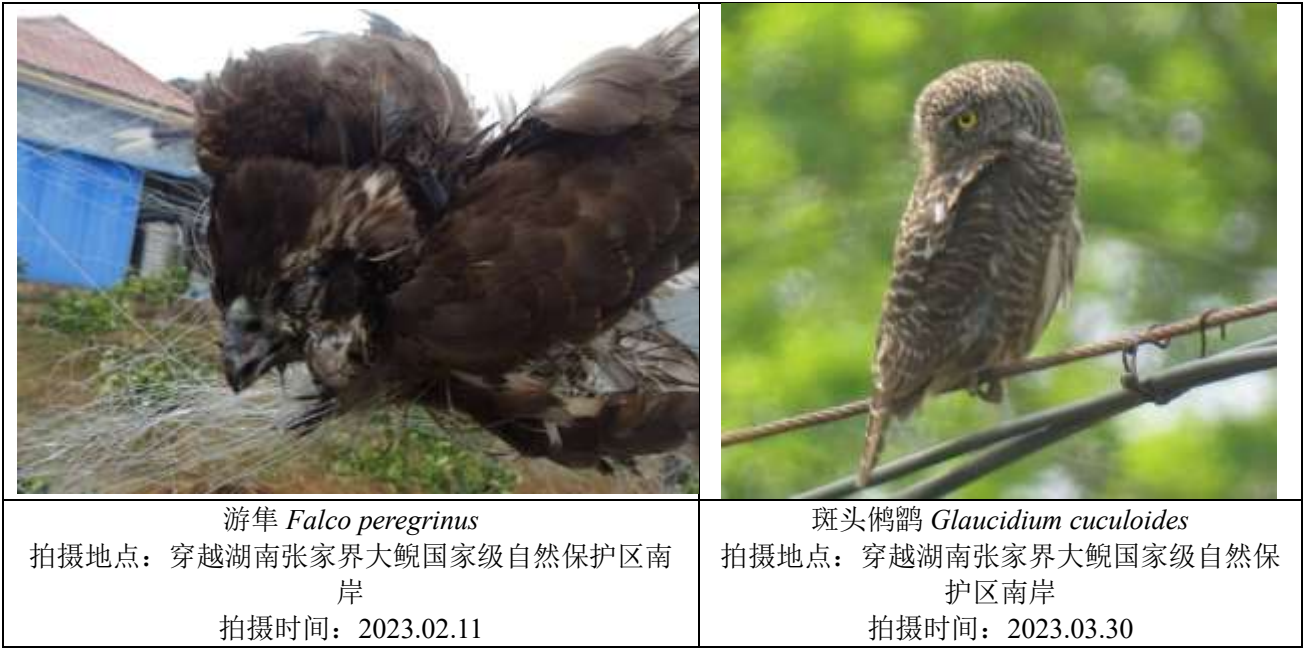 游隼 Falco peregrinus
拍摄地点：穿越湖南张家界大鲵国家级自然保护区南
岸
拍摄时间：2023.02.11
斑头鸺鹠 Glaucidium cuculoides
拍摄地点：穿越湖南张家界大鲵国家级自然保
护区南岸
拍摄时间：2023.03.30